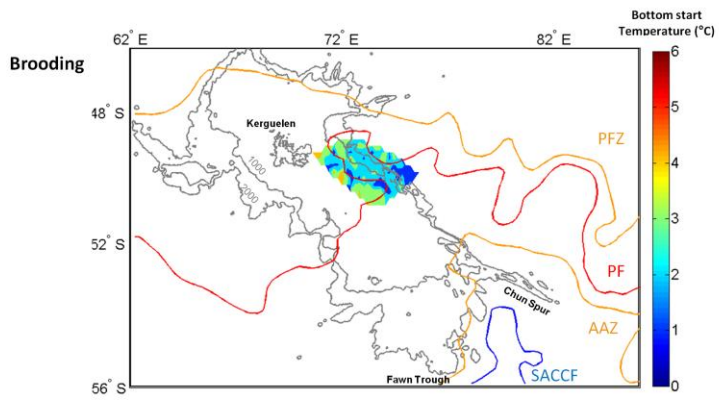 Bottom start
Temperature (°C)
62° E
72° E
82° E
6
Brooding
48° S
Kerguelen
PFZ
5
1000
2000
4
3
52° S
PF
2
Chun Spur
AAZ
1
SACCF
56° S
Fawn Trough
0